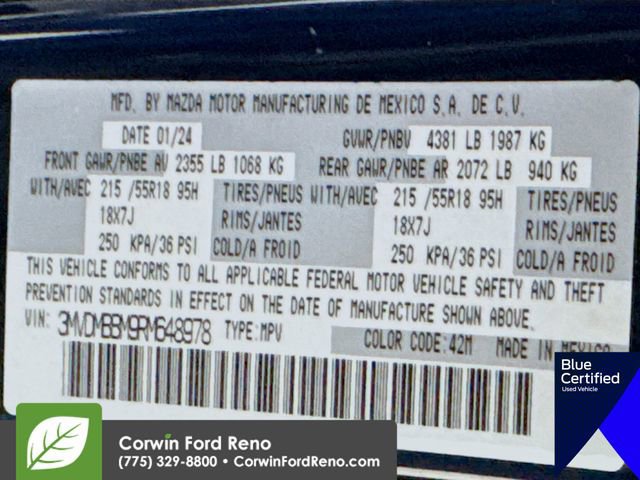 MFD. BY MAZDA MOTOR MANUFACTURING DE MEXICO S.A. DE C.V.
DATE 01/24 GVWR/PNBV 4381 LB 1987 KG
FRONT GAWR/PNBE AV 2355 LB 1068 KG REAR GAWR/PNBE AR 2072 LB 940 KG
WITH/AVEC 215 /55R18 95H TIRES/PNEUS WITH/AVEC 215 /55R18 95H TIRES/PNEUS
18X7J RIMS/JANTES 18X7J RIMS/JANTES
250 KPA/36 PSI COLD/A FROID 250 KPA/36 PSI COLD/A FROID
THIS VEHICLE CONFORMS TO ALL APPLICABLE FEDERAL MOTOR VEHICLE SAFETY AND THEFT
PREVENTION STANDARDS IN EFFECT ON THE DATE OF MANUFACTURE SHOWN ABOVE.
VIN: 3MVDMBBM9RM648978 TYPE:MPV
COLOR CODE:42M MADE IN MEXICO
Blue
Certified
Used Vehicle
Corwin Ford Reno
(775) 329-8800 • CorwinFordReno.com